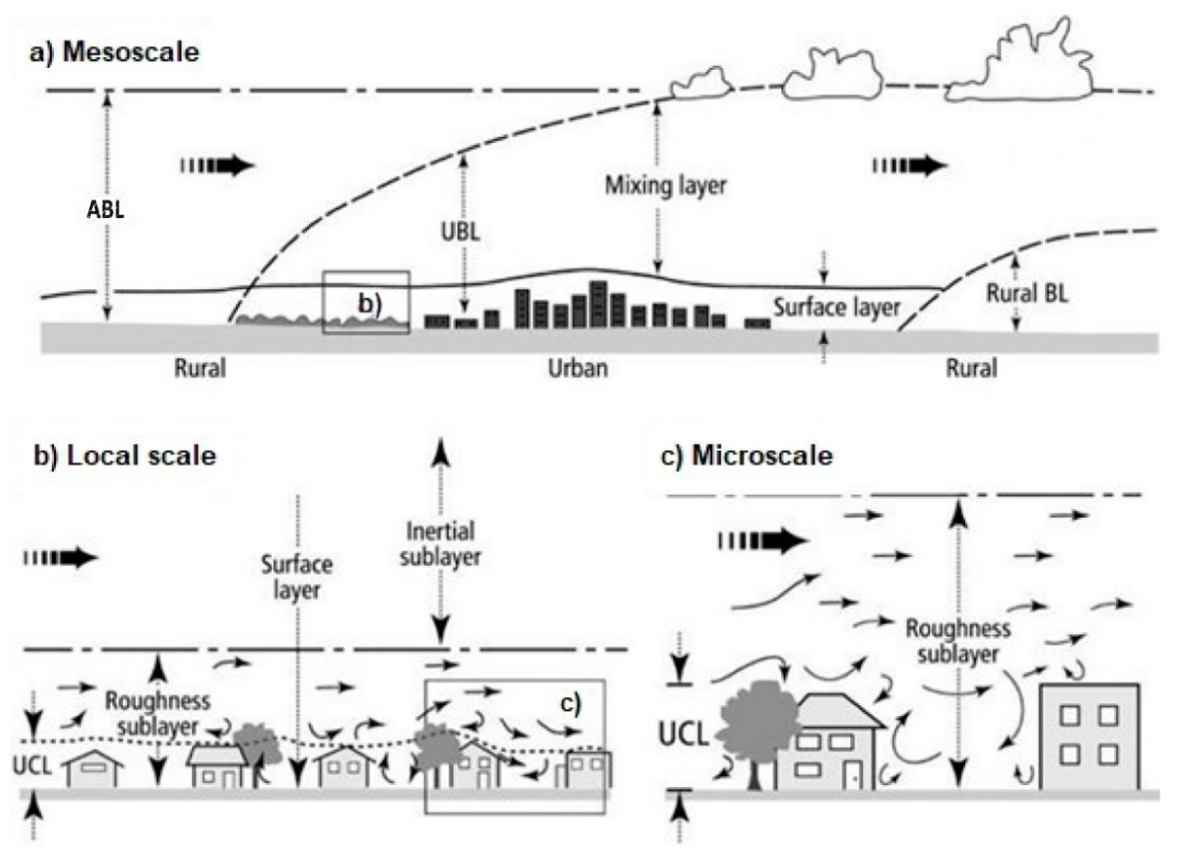 a) Mesoscale
ABL
UBL
Mixing layer
b)
Surface layer
Rural BL
Rural
Urban
Rural
b) Local scale
Inertial
sublayer
Surface
layer
Roughness
sublayer
c)
UCL
c) Microscale
Roughness
sublayer
UCL